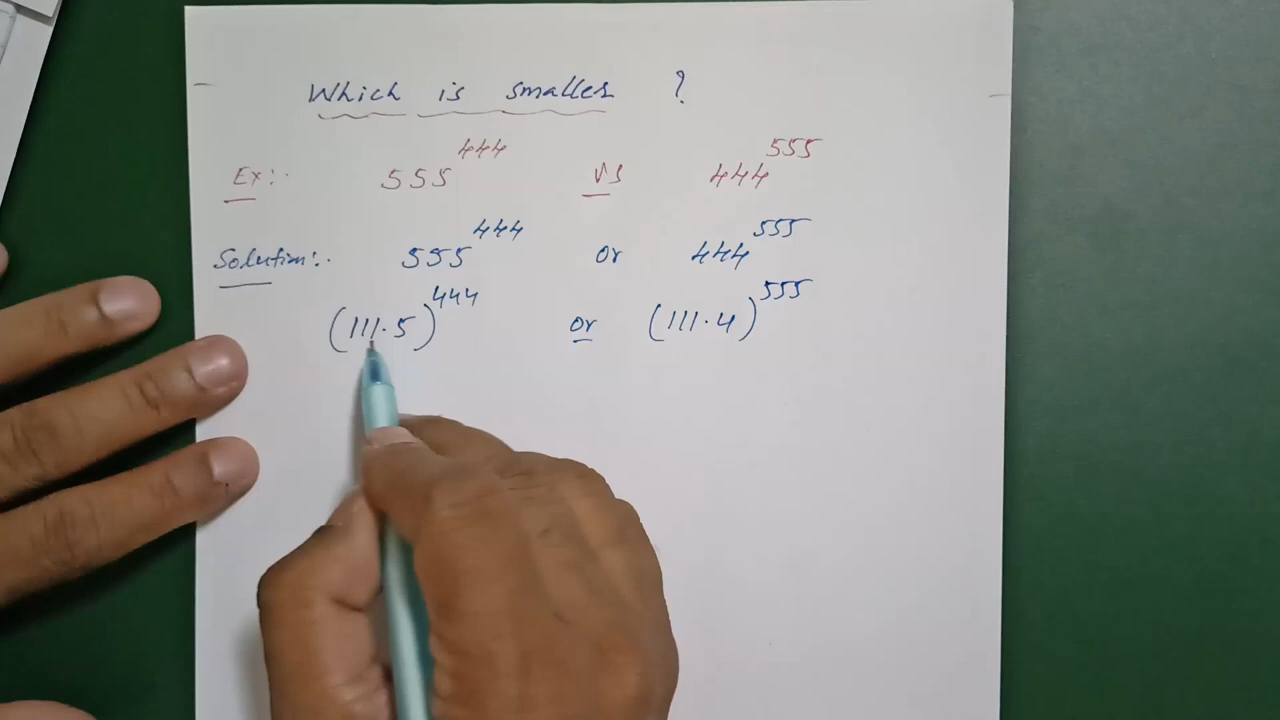 Which is smaller ?
Ex:- 555^444 vs 444^555
Solution:- 555^444 or 444^555
(111.5)^444 or (111.4)^555